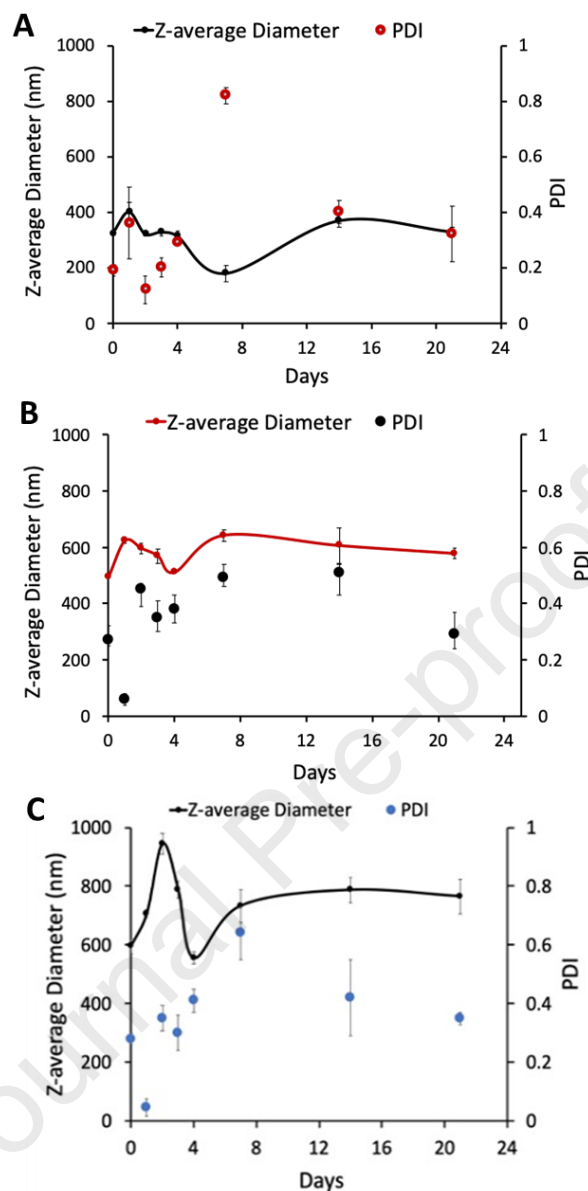 A
Z-average Diameter PDI
1000 1
800 0.8
600 0.6
400 0.4
200 0.2
0 0
0 4 8 12 16 20 24
Z-average Diameter (nm)
PDI
Days
B
Z-average Diameter PDI
1000 1
800 0.8
600 0.6
400 0.4
200 0.2
0 0
0 4 8 12 16 20 24
Z-average Diameter (nm)
PDI
Days
C
Z-average Diameter PDI
1000 1
800 0.8
600 0.6
400 0.4
200 0.2
0 0
0 4 8 12 16 20 24
Z-average Diameter (nm)
PDI
Days
Journal Pre-proof